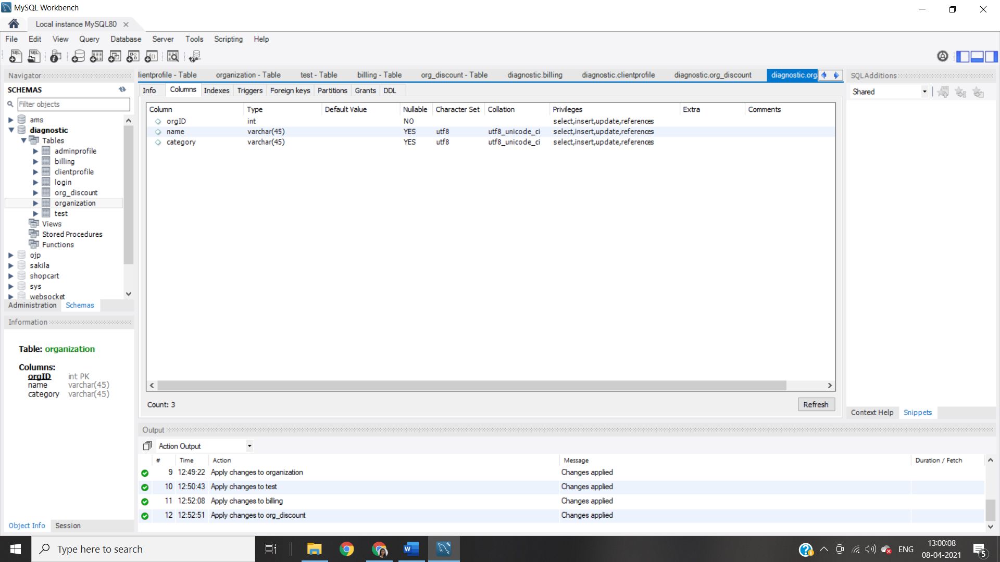 MySQL Workbench
Local instance MySQL80
File Edit View Query Database Server Tools Scripting Help
Navigator
SCHEMAS
Filter objects
ams
diagnostic
Tables
adminprofile
billing
clientprofile
login
org_discount
organization
test
Views
Stored Procedures
Functions
ojp
sakila
shopcart
sys
websocket
Administration Schemas
Information
Table: organization
Columns:
orgID int PK
name varchar(45)
category varchar(45)
Object Info Session
lientprofile - Table organization - Table test - Table billing - Table org_discount - Table diagnostic.billing diagnostic.clientprofile diagnostic.org_discount diagnostic.org
Info Columns Indexes Triggers Foreign keys Partitions Grants DDL
Column Type Default Value Nullable Character Set Collation Privileges Extra Comments
orgID int NO select,insert,update,references
name varchar(45) YES utf8 utf8_unicode_ci select,insert,update,references
category varchar(45) YES utf8 utf8_unicode_ci select,insert,update,references
Count: 3
Refresh
SQLAdditions
Shared
Context Help Snippets
Output
Action Output
# Time Action Message Duration / Fetch
9 12:49:22 Apply changes to organization Changes applied
10 12:50:43 Apply changes to test Changes applied
11 12:52:08 Apply changes to billing Changes applied
12 12:52:51 Apply changes to org_discount Changes applied
Type here to search
ENG
13:00:08
08-04-2021
5